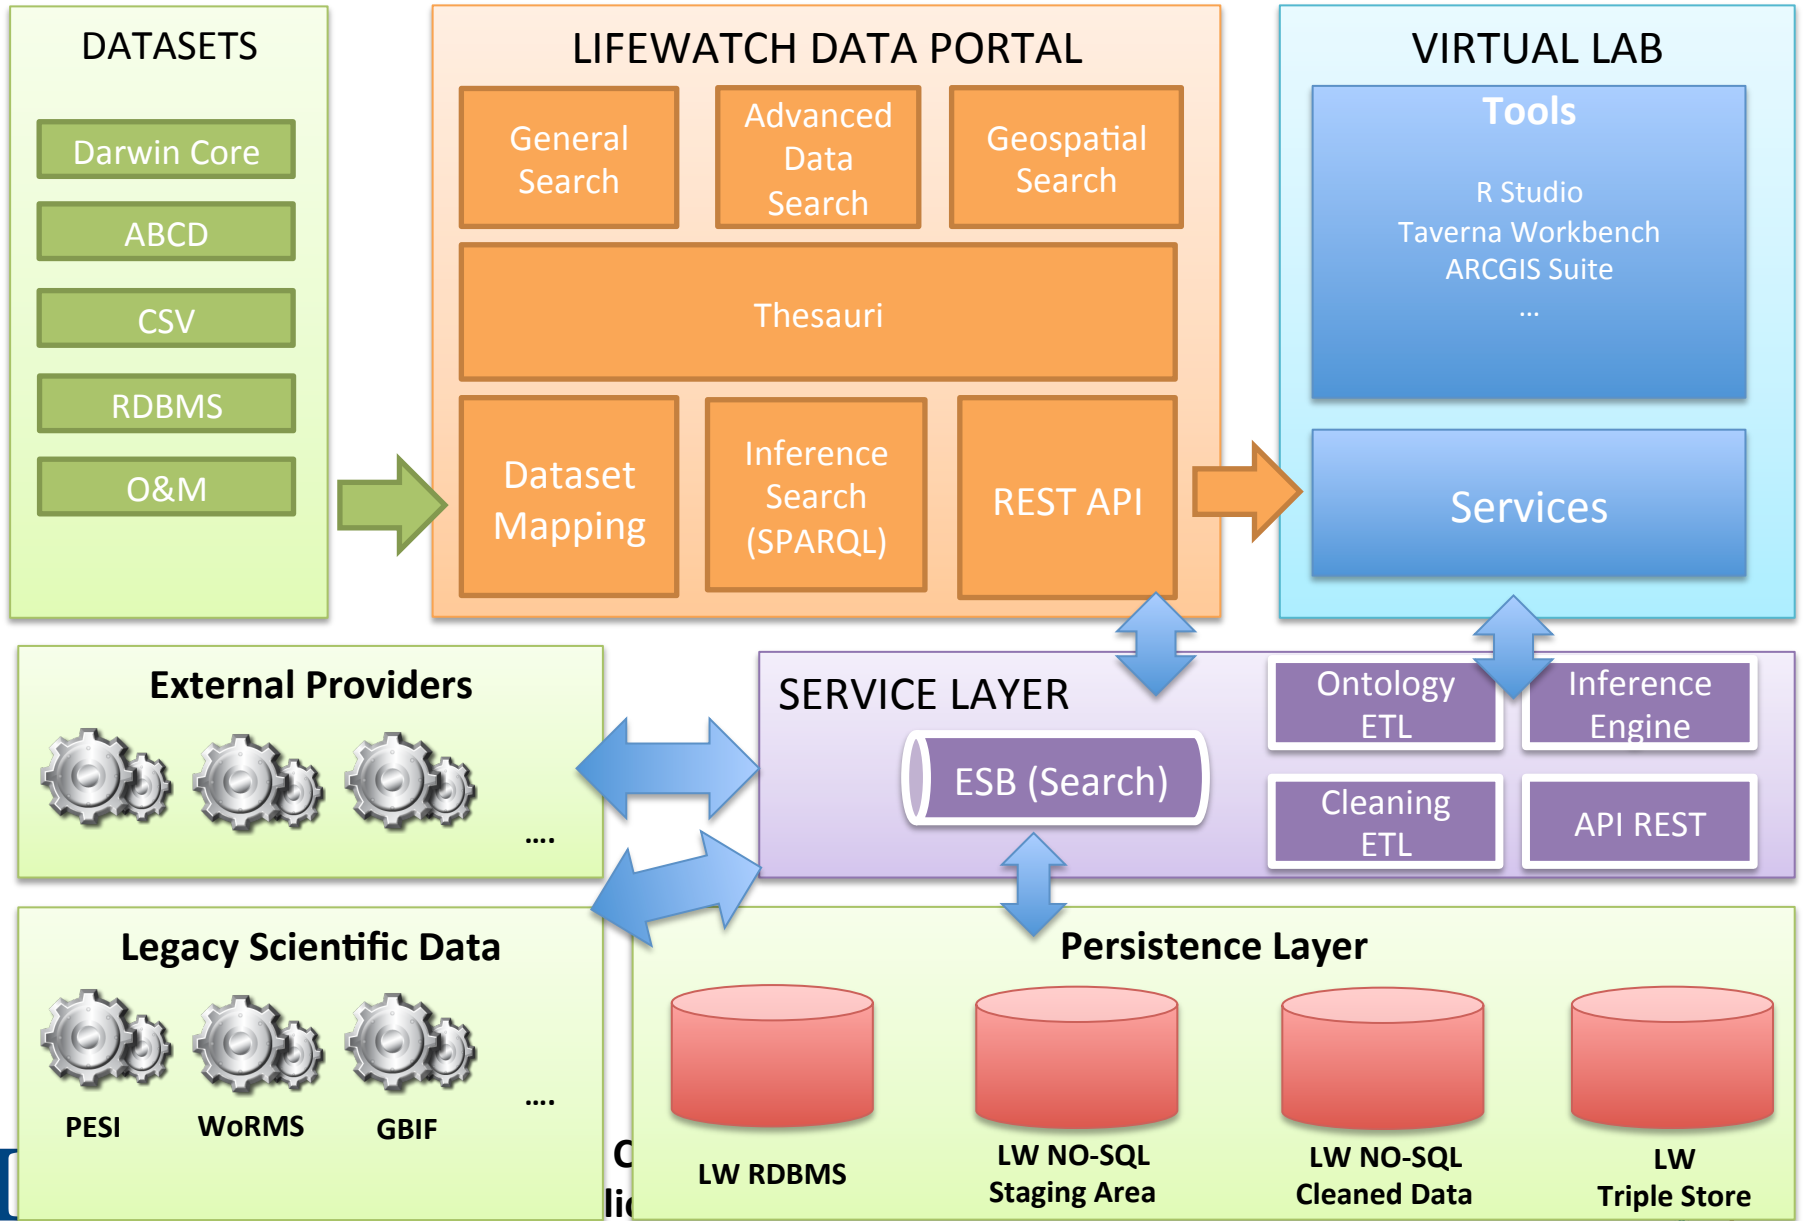 DATASETS
Darwin Core
ABCD
CSV
RDBMS
O&M
LIFEWATCH DATA PORTAL
General
Search
Advanced
Data
Search
Geospatial
Search
Thesauri
Dataset
Mapping
Inference
Search
(SPARQL)
REST API
VIRTUAL LAB
Tools
R Studio
Taverna Workbench
ARCGIS Suite
...
Services
External Providers
....
SERVICE LAYER
ESB (Search)
Ontology
ETL
Inference
Engine
Cleaning
ETL
API REST
Legacy Scientific Data
....
PESI
WoRMS
GBIF
Persistence Layer
LW RDBMS
LW NO-SQL
Staging Area
LW NO-SQL
Cleaned Data
LW
Triple Store